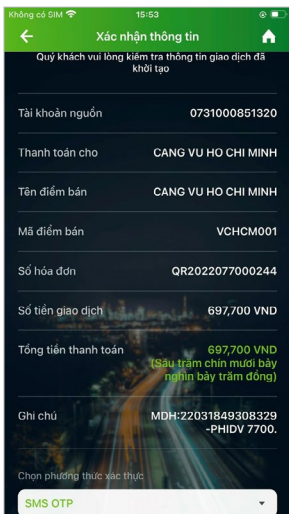 Không có SIM 15:53
Xác nhận thông tin
Quý khách vui lòng kiểm tra thông tin giao dịch đã
khởi tạo
Tài khoản nguồn 0731000851320
Thanh toán cho CANG VU HO CHI MINH
Tên điểm bán CANG VU HO CHI MINH
Mã điểm bán VCHCM001
Số hóa đơn QR2022077000244
Số tiền giao dịch 697,700 VND
Tổng tiền thanh toán 697,700 VND
(Sáu trăm chín mươi bảy
nghìn bảy trăm đồng)
Ghi chú MDH:22031849308329
-PHIDV 7700.
Chọn phương thức xác thực
SMS OTP